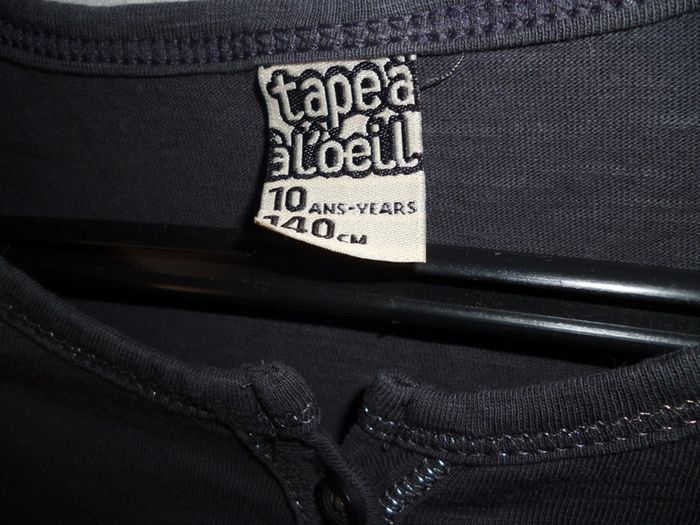 tape à
à l'oeil
10 ANS-YEARS
140 CM